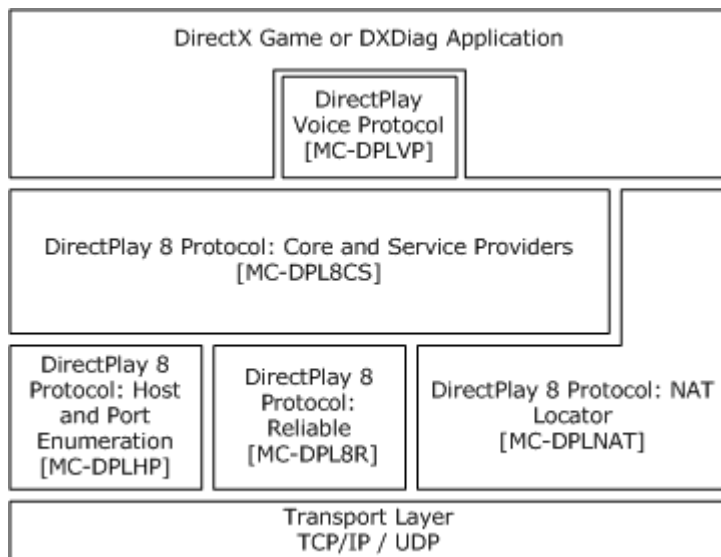 DirectX Game or DXDiag Application
DirectPlay
Voice Protocol
[MC-DPLVP]
DirectPlay 8 Protocol: Core and Service Providers
[MC-DPL8CS]
DirectPlay 8
Protocol: Host
and Port
Enumeration
[MC-DPLHP]
DirectPlay 8
Protocol:
Reliable
[MC-DPL8R]
DirectPlay 8 Protocol: NAT
Locator
[MC-DPLNAT]
Transport Layer
TCP/IP / UDP